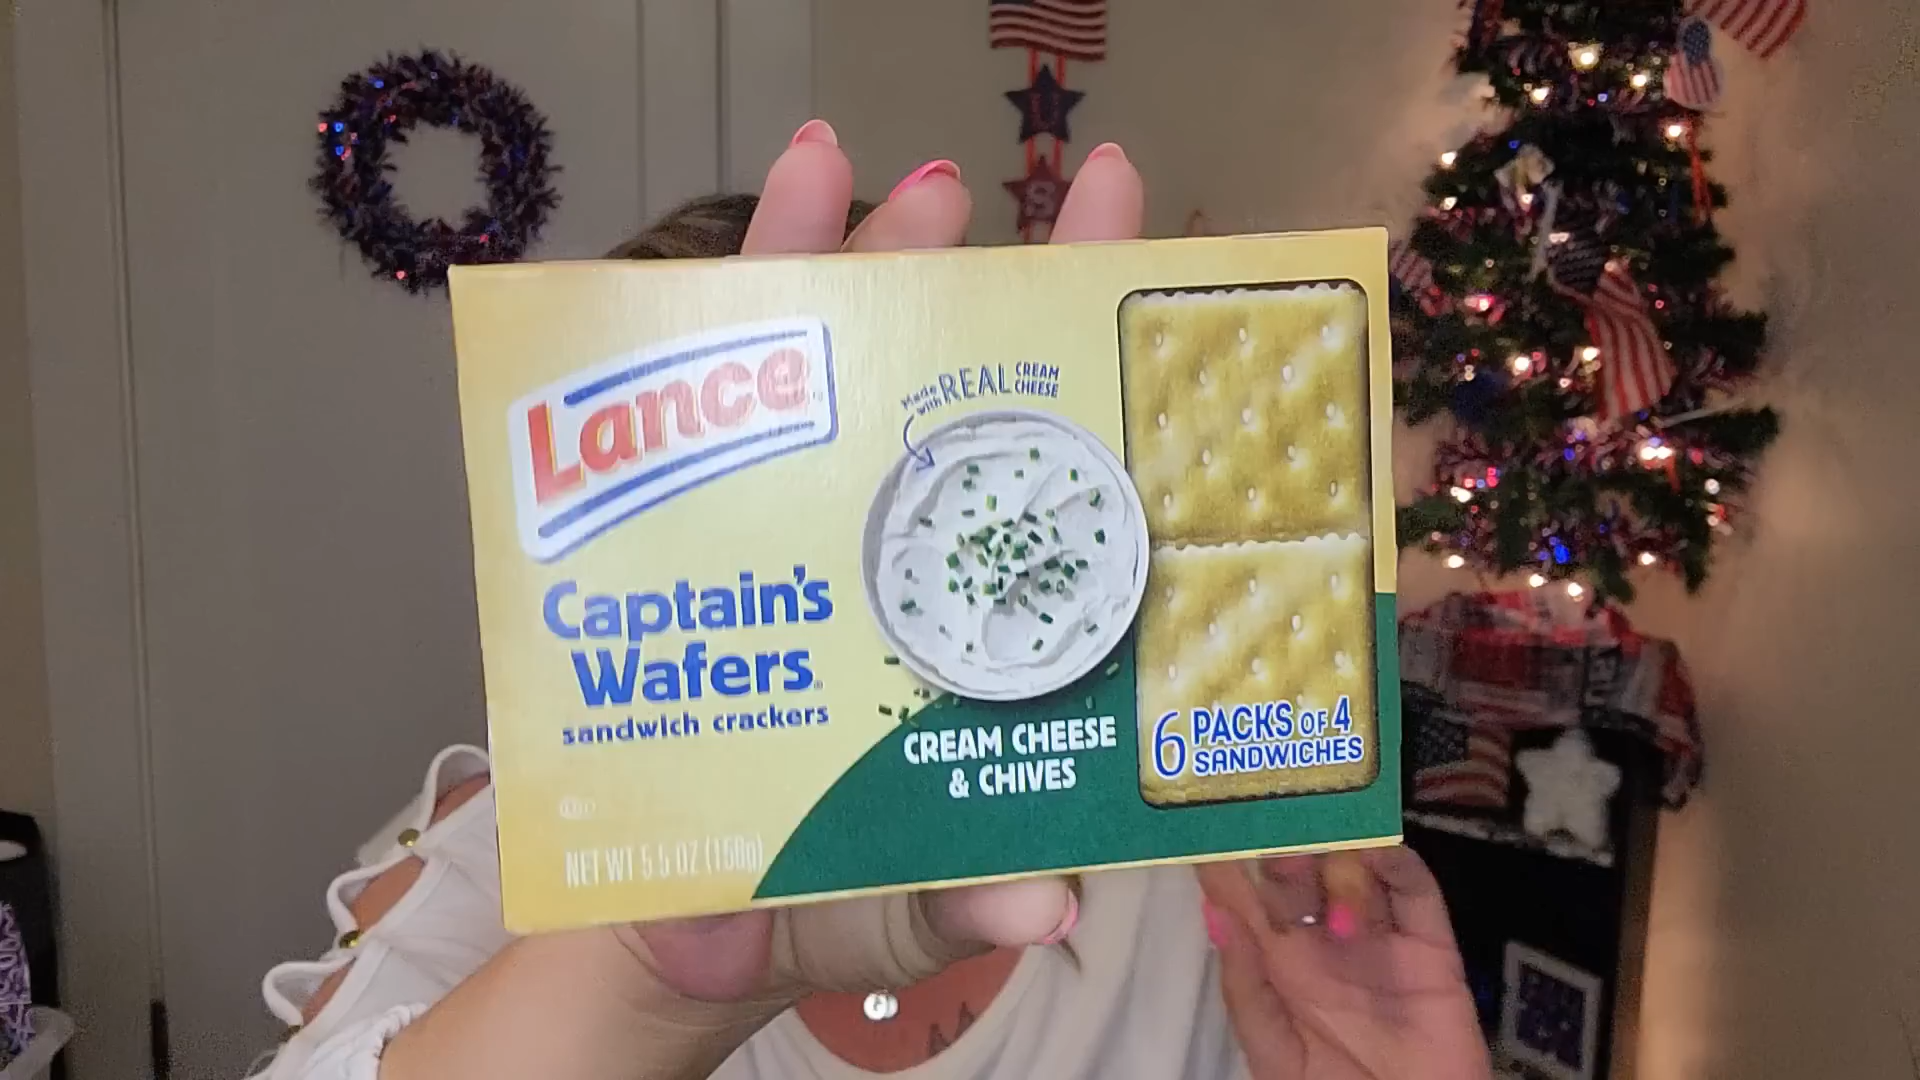 U
S
Lance
Captain's
Wafers
sandwich crackers
Made with REAL CREAM CHEESE
CREAM CHEESE
& CHIVES
6 PACKS OF 4
SANDWICHES
NET WT 5.5 OZ (156g)